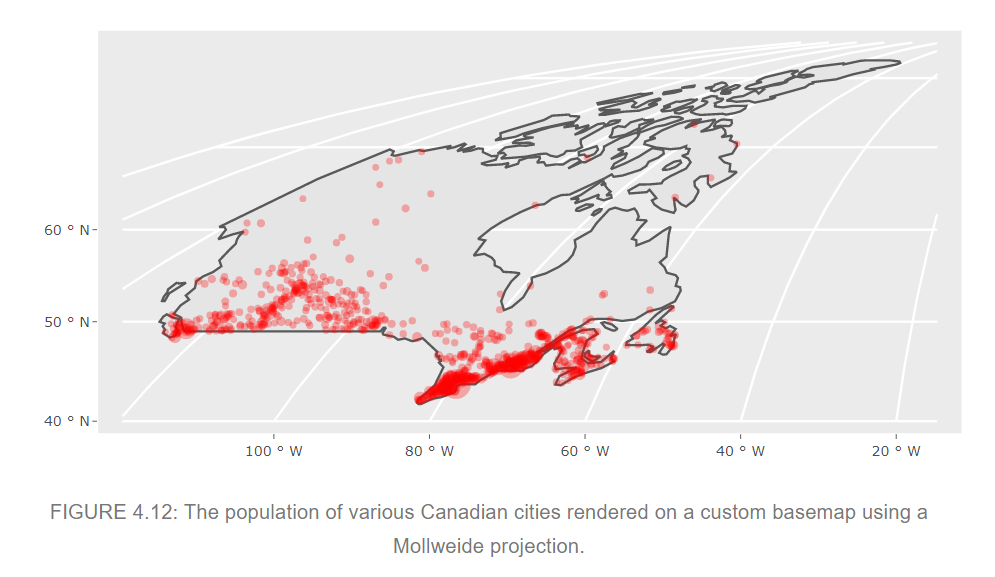 60 ° N
50 ° N
40 ° N
100 ° W 80 ° W 60 ° W 40 ° W 20 ° W
FIGURE 4.12: The population of various Canadian cities rendered on a custom basemap using a
Mollweide projection.